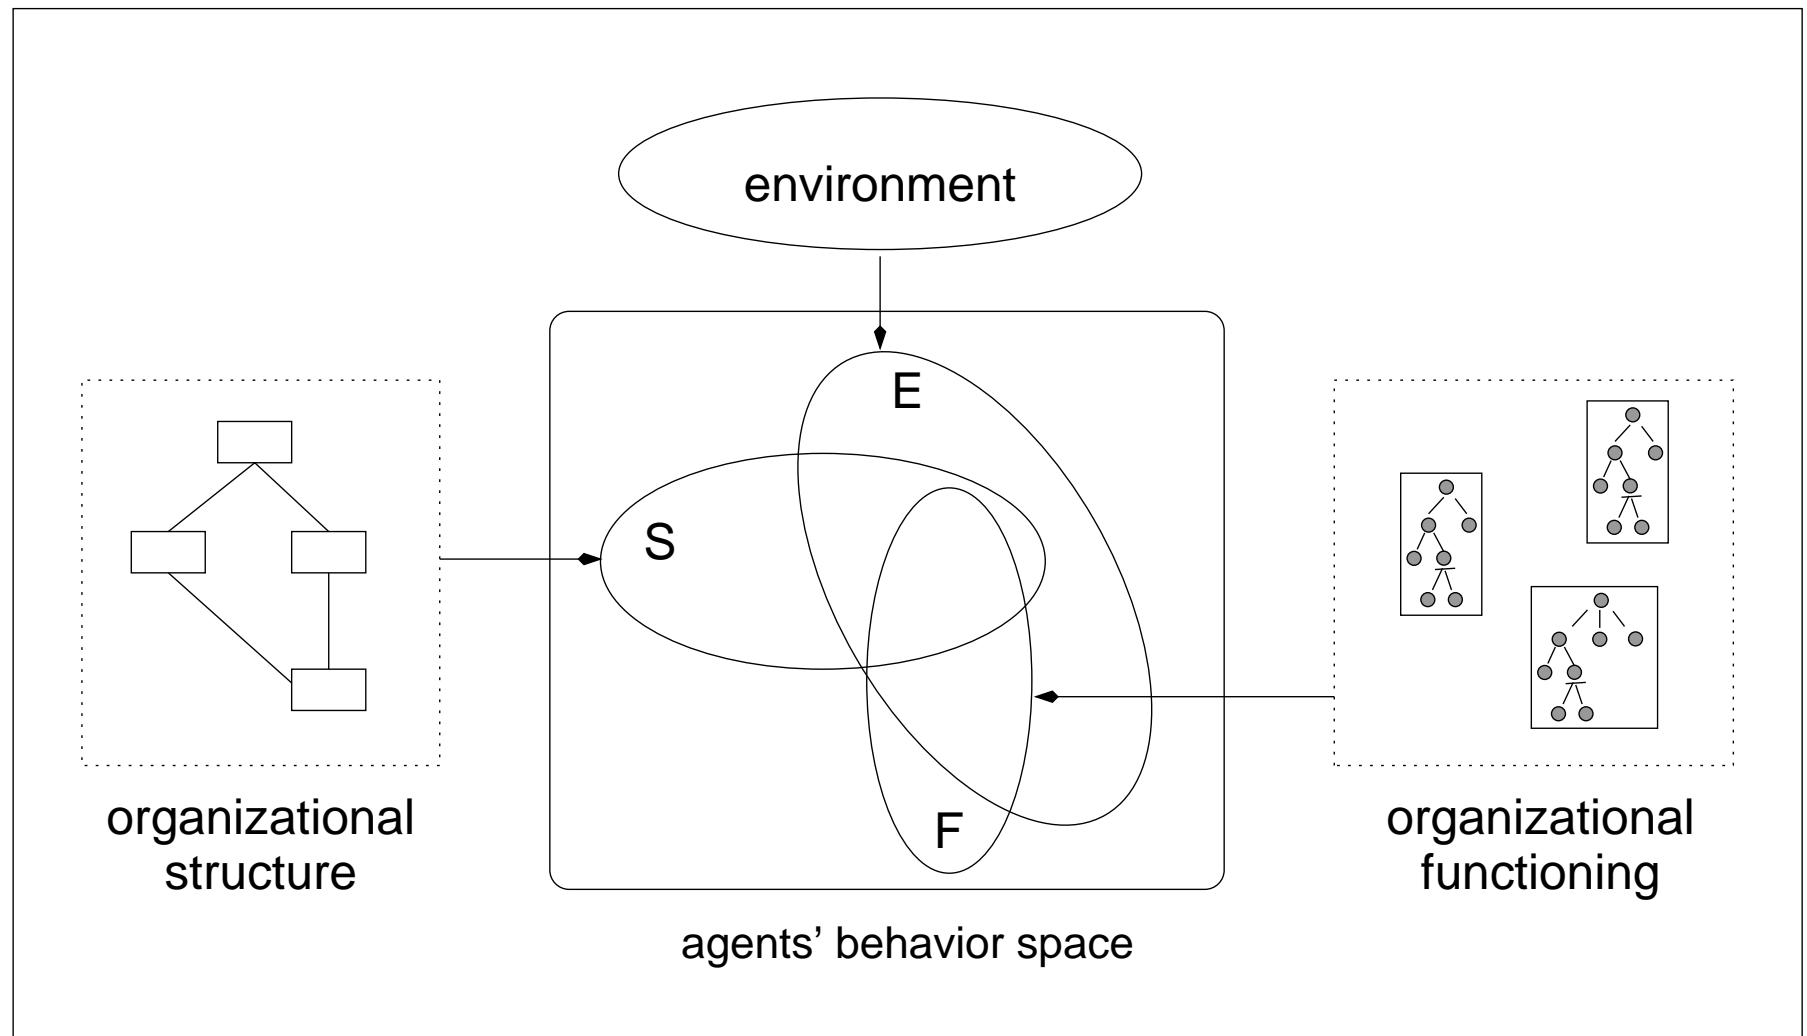 environment
E
S
F
organizational
structure
organizational
functioning
agents’ behavior space